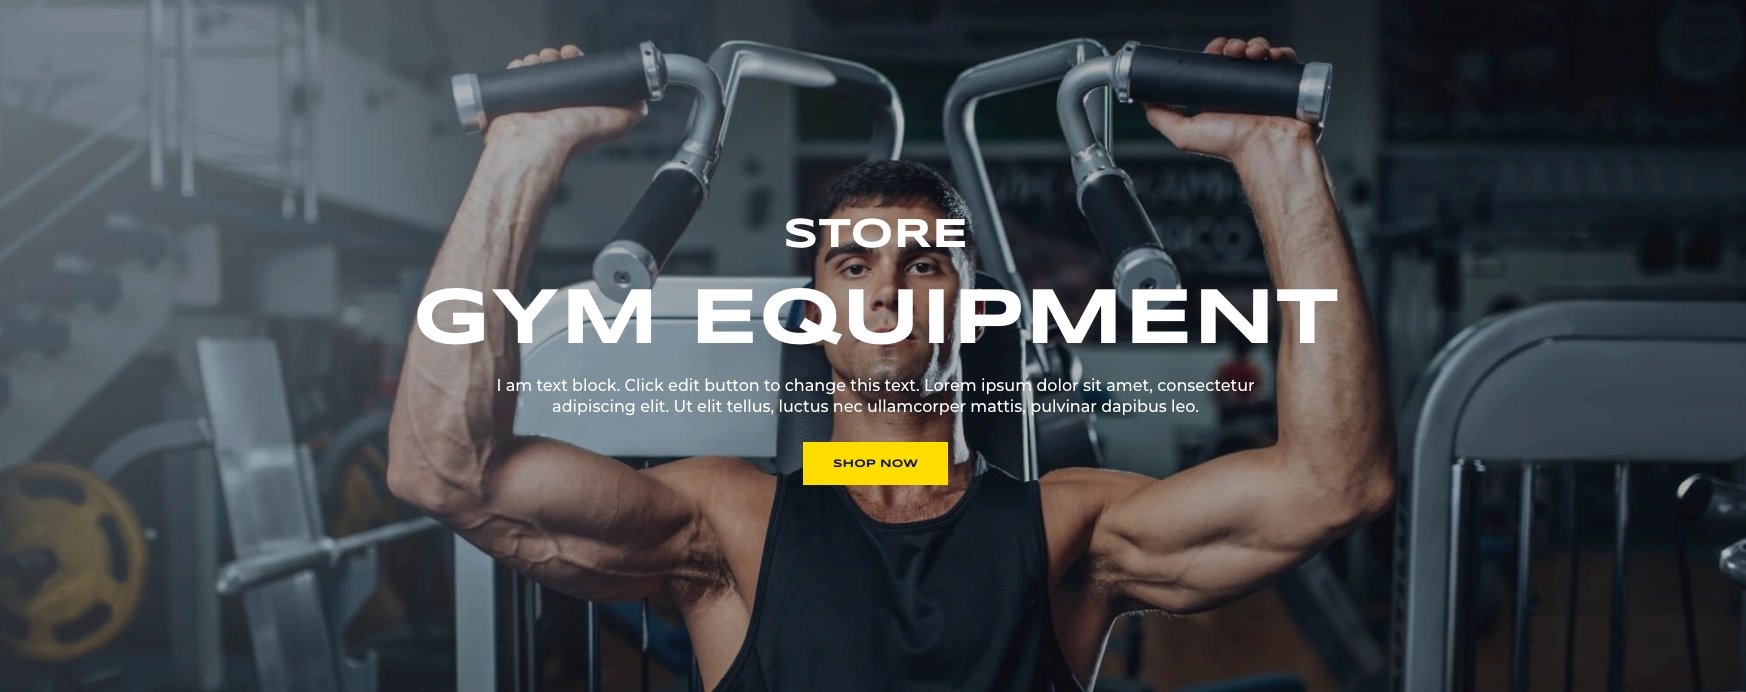 STORE
GYM EQUIPMENT
I am text block. Click edit button to change this text. Lorem ipsum dolor sit amet, consectetur
adipiscing elit. Ut elit tellus, luctus nec ullamcorper mattis, pulvinar dapibus leo.
SHOP NOW